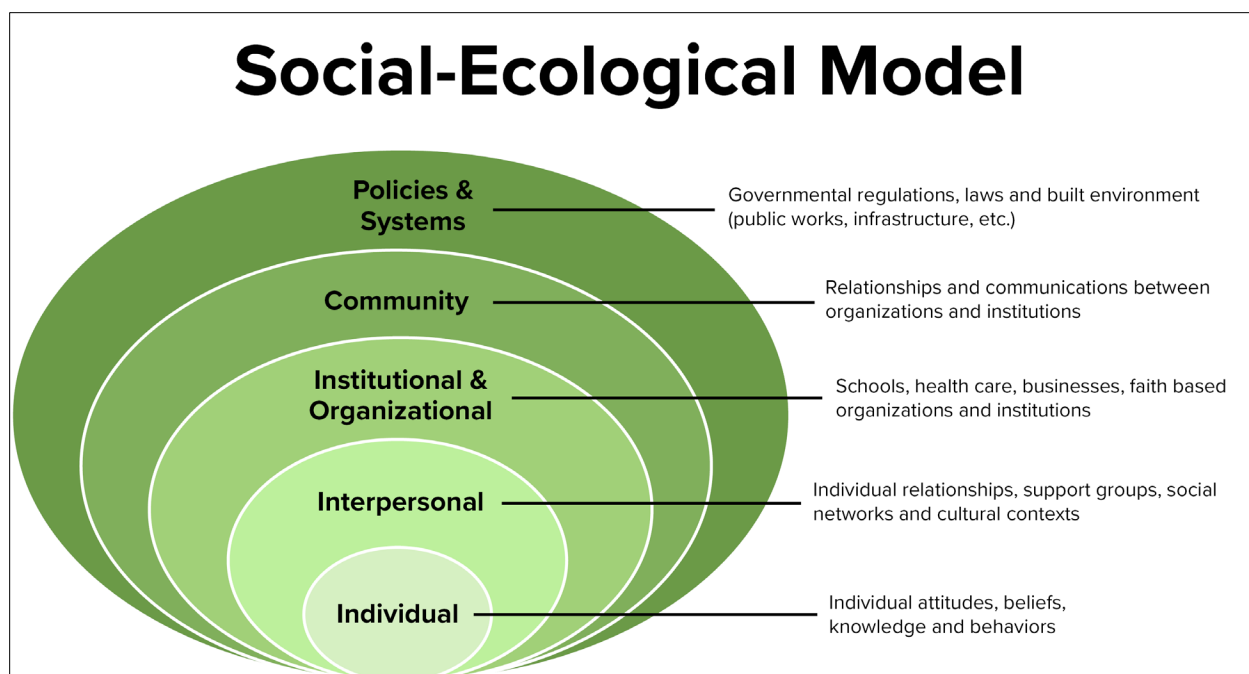 Social-Ecological Model
Policies &
Systems
Governmental regulations, laws and built environment
(public works, infrastructure, etc.)
Community
Relationships and communications between
organizations and institutions
Institutional &
Organizational
Schools, health care, businesses, faith based
organizations and institutions
Interpersonal
Individual relationships, support groups, social
networks and cultural contexts
Individual
Individual attitudes, beliefs,
knowledge and behaviors